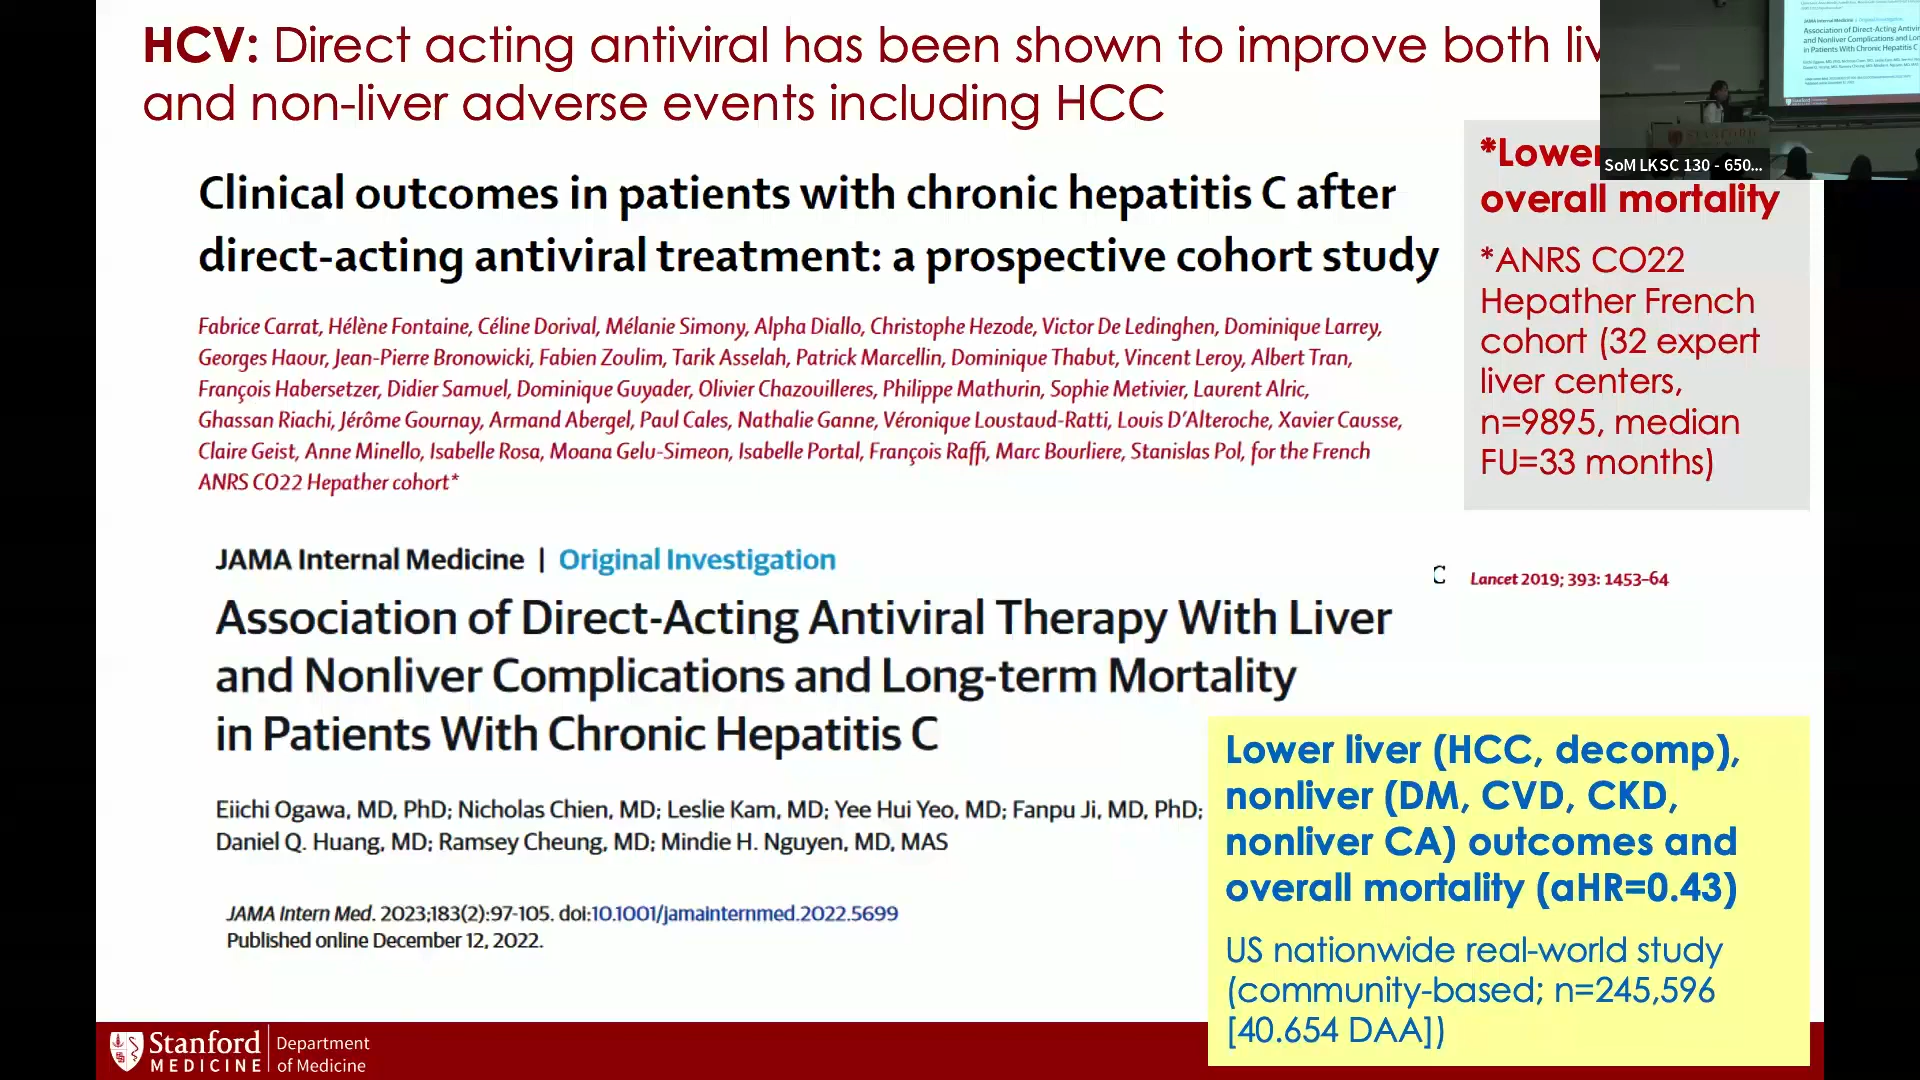 HCV: Direct acting antiviral has been shown to improve both liv
and non-liver adverse events including HCC
SoM LKSC 130 - 650...
*Lower
overall mortality
*ANRS CO22
Hepather French
cohort (32 expert
liver centers,
n=9895, median
FU=33 months)
Clinical outcomes in patients with chronic hepatitis C after
direct-acting antiviral treatment: a prospective cohort study
Fabrice Carrat, Hélène Fontaine, Céline Dorival, Mélanie Simony, Alpha Diallo, Christophe Hezode, Victor De Ledinghen, Dominique Larrey,
Georges Haour, Jean-Pierre Bronowicki, Fabien Zoulim, Tarik Asselah, Patrick Marcellin, Dominique Thabut, Vincent Leroy, Albert Tran,
François Habersetzer, Didier Samuel, Dominique Guyader, Olivier Chazouilleres, Philippe Mathurin, Sophie Metivier, Laurent Alric,
Ghassan Riachi, Jérôme Gournay, Armand Abergel, Paul Cales, Nathalie Ganne, Véronique Loustaud-Ratti, Louis D'Alteroche, Xavier Causse,
Claire Geist, Anne Minello, Isabelle Rosa, Moana Gelu-Simeon, Isabelle Portal, François Raffi, Marc Bourliere, Stanislas Pol, for the French
ANRS CO22 Hepather cohort*
C Lancet 2019; 393: 1453–64
JAMA Internal Medicine | Original Investigation
Association of Direct-Acting Antiviral Therapy With Liver
and Nonliver Complications and Long-term Mortality
in Patients With Chronic Hepatitis C
Eiichi Ogawa, MD, PhD; Nicholas Chien, MD; Leslie Kam, MD; Yee Hui Yeo, MD; Fanpu Ji, MD, PhD;
Daniel Q. Huang, MD; Ramsey Cheung, MD; Mindie H. Nguyen, MD, MAS
JAMA Intern Med. 2023;183(2):97-105. doi:10.1001/jamainternmed.2022.5699
Published online December 12, 2022.
Lower liver (HCC, decomp),
nonliver (DM, CVD, CKD,
nonliver CA) outcomes and
overall mortality (aHR=0.43)
US nationwide real-world study
(community-based; n=245,596
[40.654 DAA])
Stanford
MEDICINE
Department
of Medicine